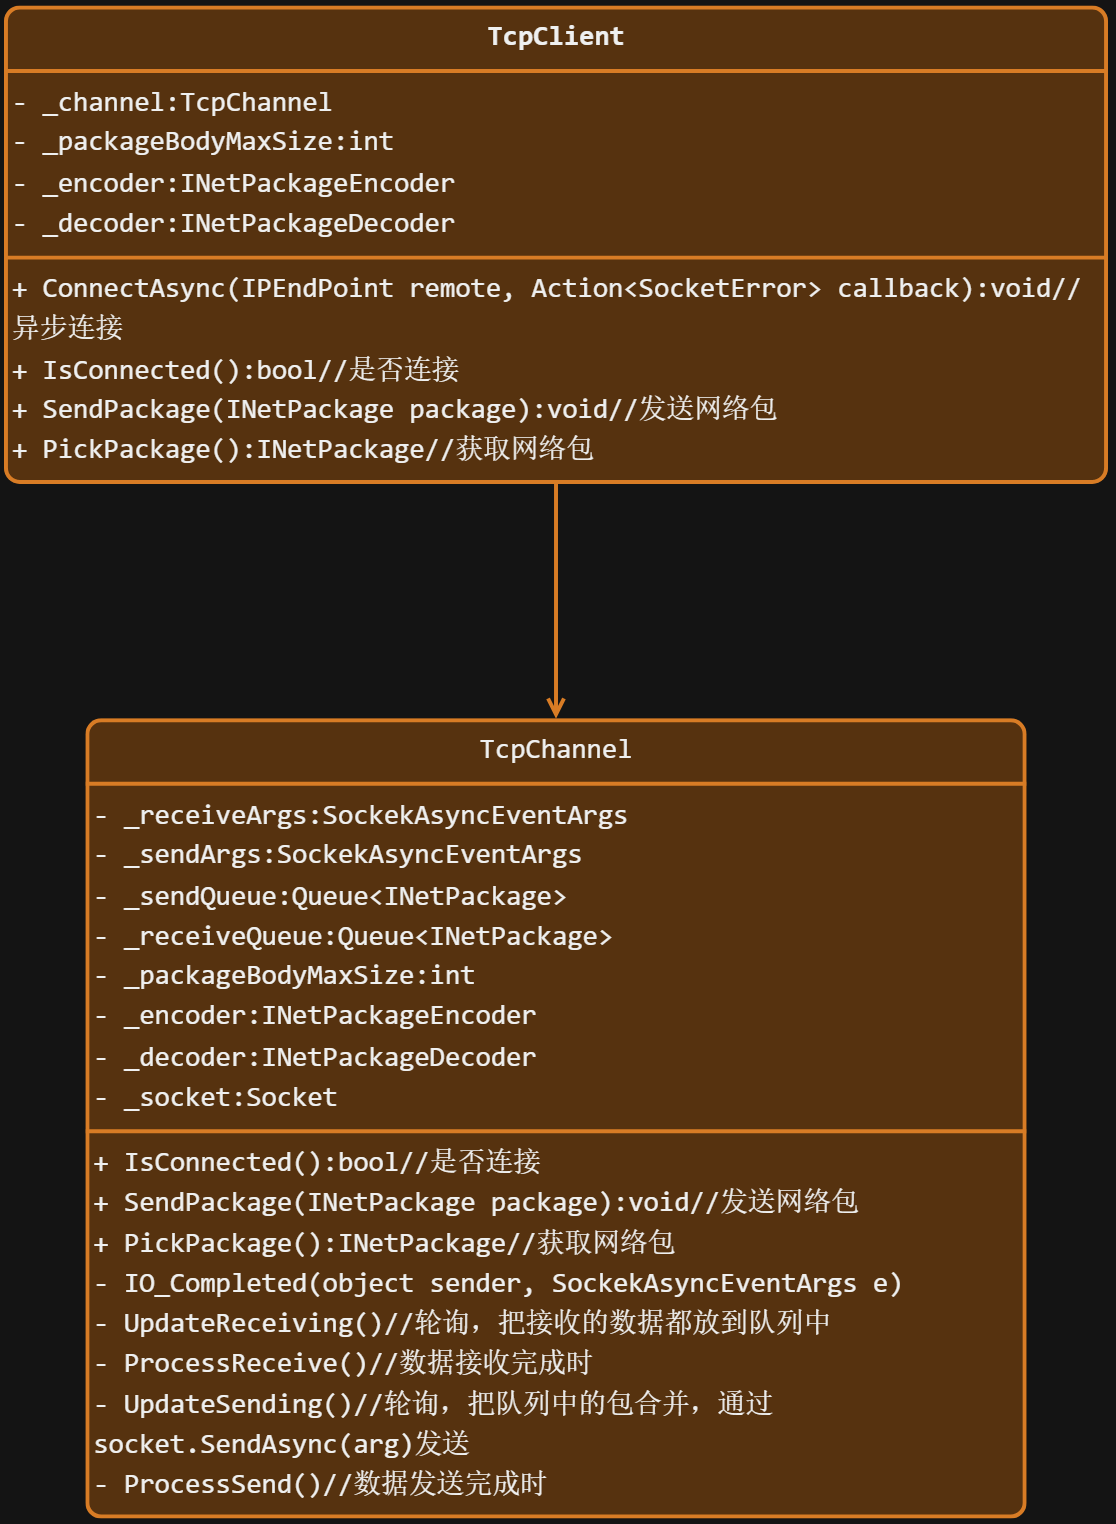 TcpClient
- _channel:TcpChannel
- _packageBodyMaxSize:int
- _encoder:INetPackageEncoder
- _decoder:INetPackageDecoder
+ ConnectAsync(IPEndPoint remote, Action<SocketError> callback):void//
异步连接
+ IsConnected():bool//是否连接
+ SendPackage(INetPackage package):void//发送网络包
+ PickPackage():INetPackage//获取网络包
TcpChannel
- _receiveArgs:SockekAsyncEventArgs
- _sendArgs:SockekAsyncEventArgs
- _sendQueue:Queue<INetPackage>
- _receiveQueue:Queue<INetPackage>
- _packageBodyMaxSize:int
- _encoder:INetPackageEncoder
- _decoder:INetPackageDecoder
- _socket:Socket
+ IsConnected():bool//是否连接
+ SendPackage(INetPackage package):void//发送网络包
+ PickPackage():INetPackage//获取网络包
- IO_Completed(object sender, SockekAsyncEventArgs e)
- UpdateReceiving()//轮询，把接收的数据都放到队列中
- ProcessReceive()//数据接收完成时
- UpdateSending()//轮询，把队列中的包合并，通过
socket.SendAsync(arg)发送
- ProcessSend()//数据发送完成时